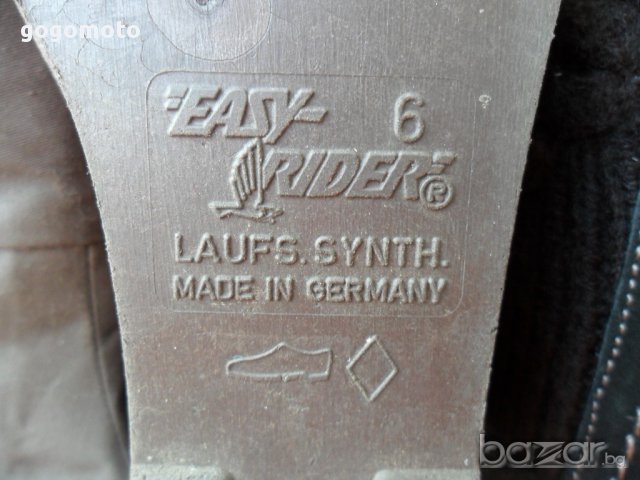 gogomoto
EASY 6
RIDER®
LAUFS. SYNTH.
MADE IN GERMANY
bazar.bg